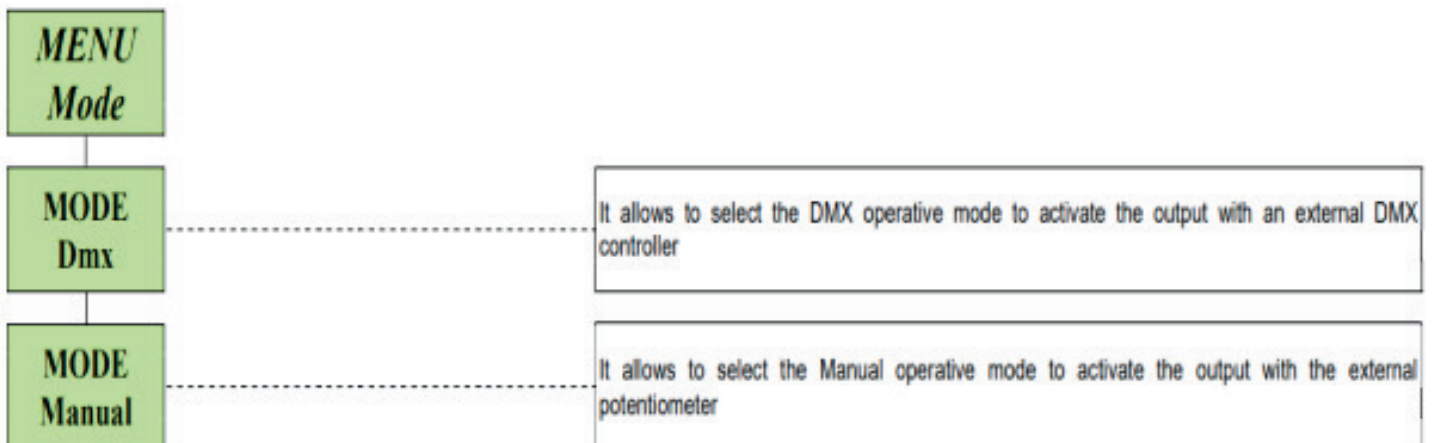 MENU
Mode
MODE
Dmx
It allows to select the DMX operative mode to activate the output with an external DMX
controller
MODE
Manual
It allows to select the Manual operative mode to activate the output with the external
potentiometer